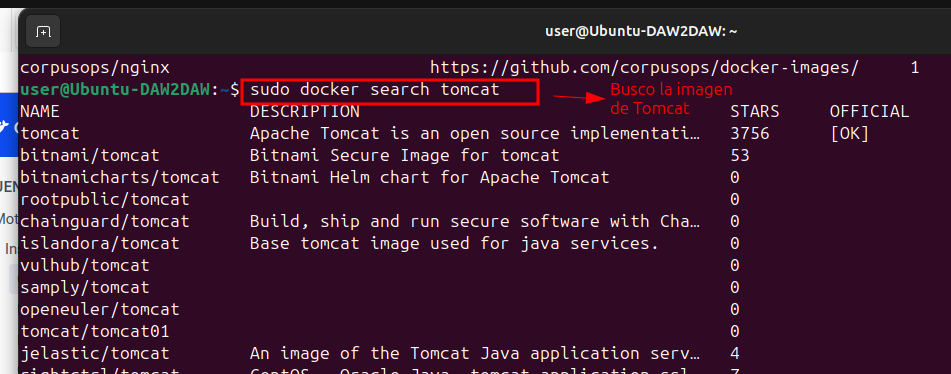 user@Ubuntu-DAW2DAW: ~
corpusops/nginx https://github.com/corpusops/docker-images/ 1
user@Ubuntu-DAW2DAW:~$ sudo docker search tomcat
Busco la imagen
de Tomcat
NAME DESCRIPTION STARS OFFICIAL
tomcat Apache Tomcat is an open source implementati… 3756 [OK]
bitnami/tomcat Bitnami Secure Image for tomcat 53
bitnamicharts/tomcat Bitnami Helm chart for Apache Tomcat 0
rootpublic/tomcat 0
chainguard/tomcat Build, ship and run secure software with Cha… 0
islandora/tomcat Base tomcat image used for java services. 0
vulhub/tomcat 0
samply/tomcat 0
openeuler/tomcat 0
tomcat/tomcat01 0
jelastic/tomcat An image of the Tomcat Java application serv… 4